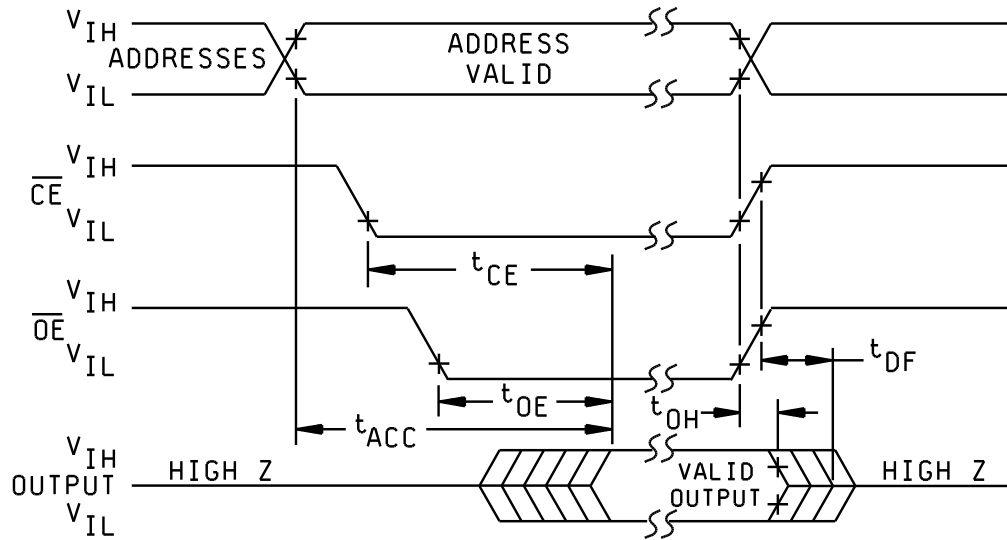 VIH
ADDRESSES
VIL
ADDRESS
VALID
VIH
CE
VIL
tCE
VIH
OE
VIL
tDF
tOE
tOH
tACC
VIH
OUTPUT
VIL
HIGH Z
VALID
OUTPUT
HIGH Z